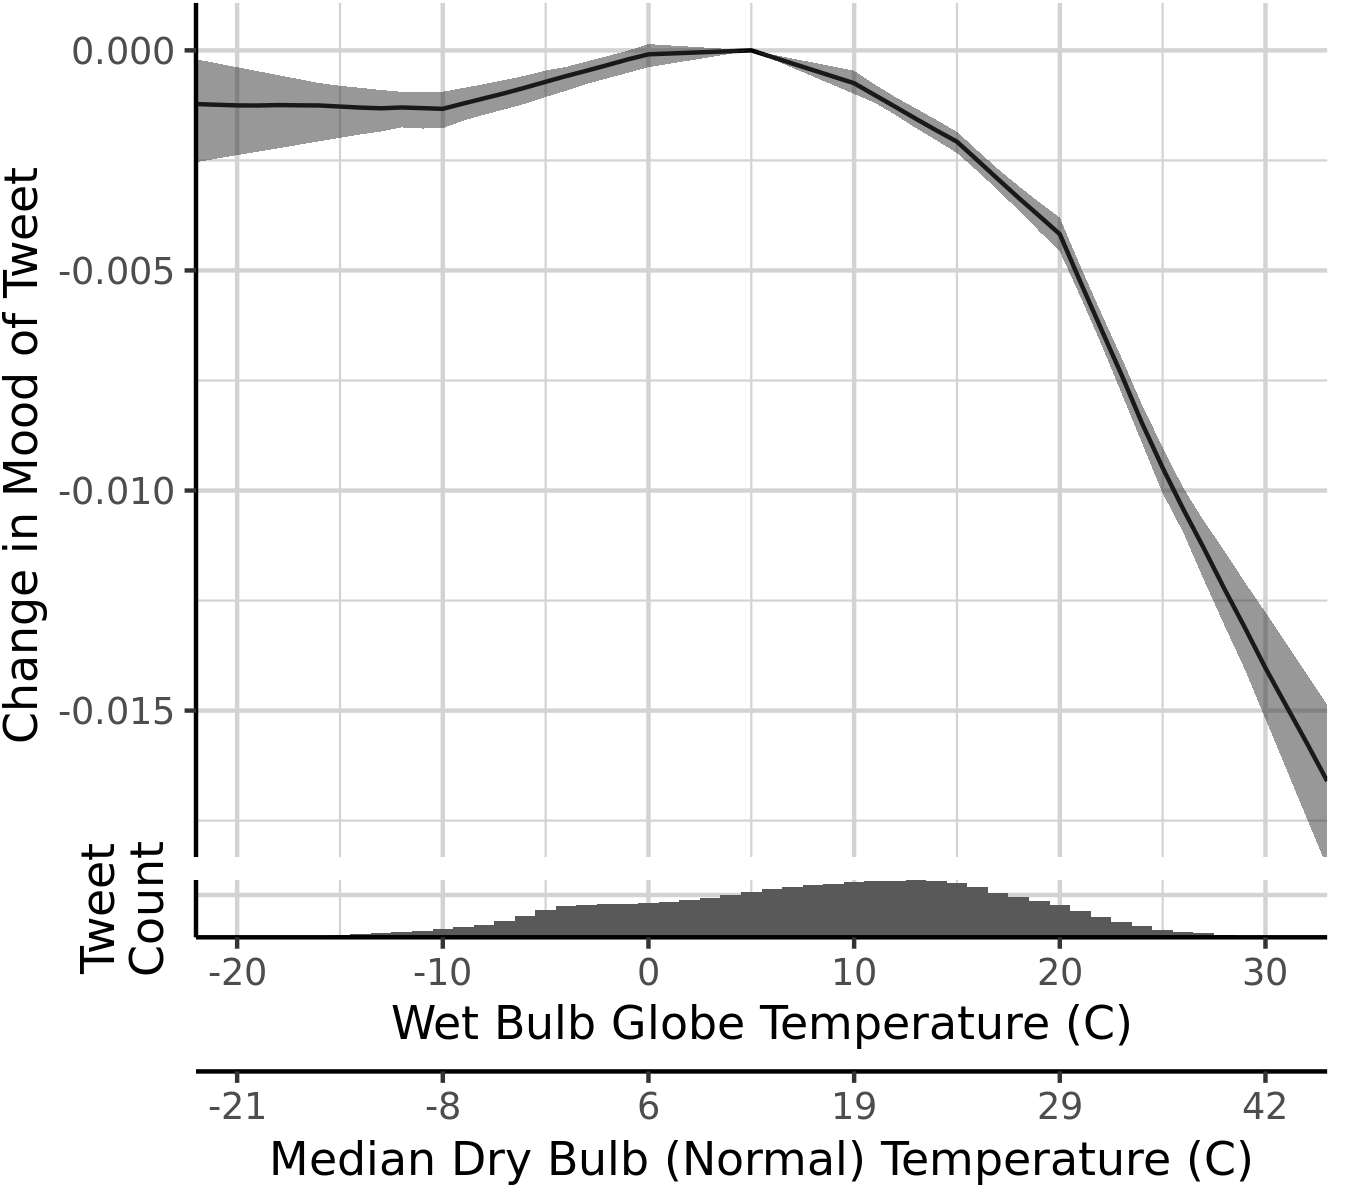 Change in Mood of Tweet
0.000
-0.005
-0.010
-0.015
Tweet
Count
-20 -10 0 10 20 30
Wet Bulb Globe Temperature (C)
-21 -8 6 19 29 42
Median Dry Bulb (Normal) Temperature (C)